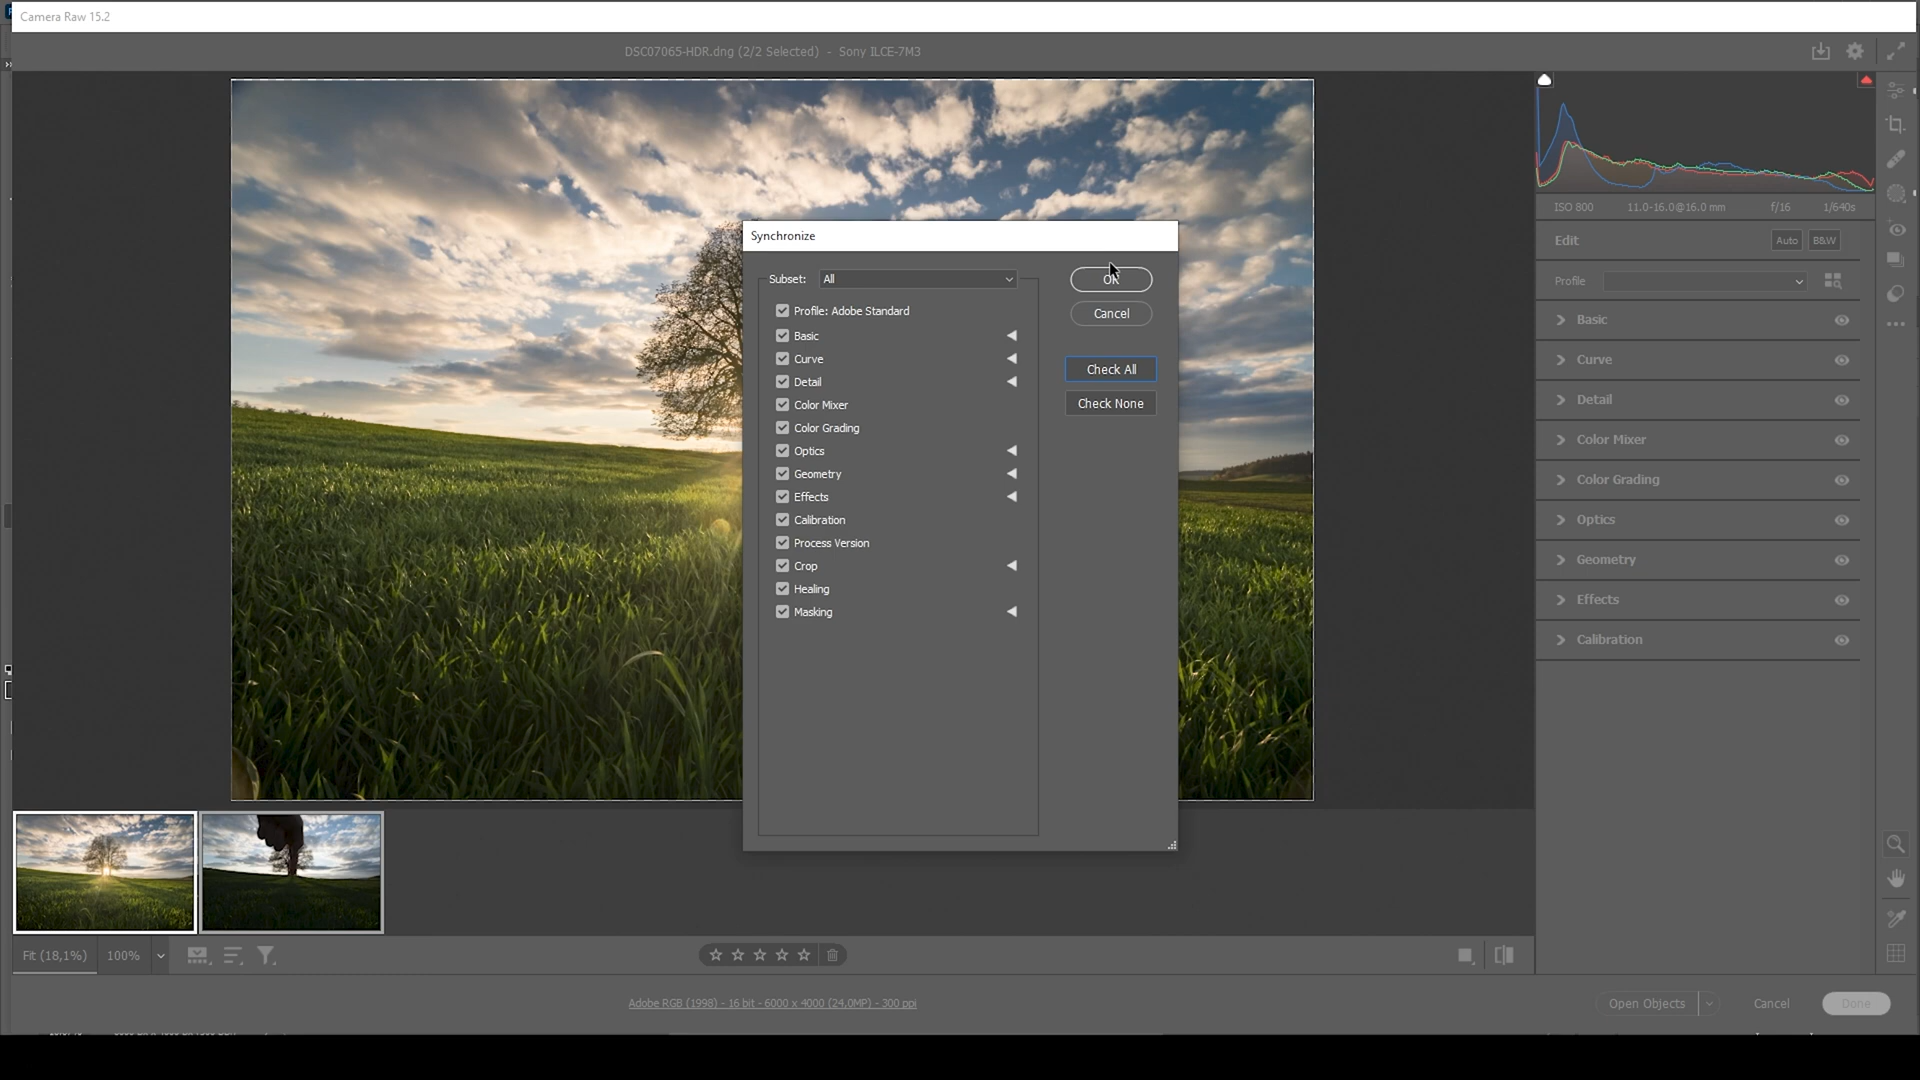 Camera Raw 15.2
DSC07065-HDR.dng (2/2 Selected) - Sony ILCE-7M3
ISO 800 11.0-16.0@16.0 mm f/16 1/640s
Edit Auto B&W
Profile
Basic
Curve
Detail
Color Mixer
Color Grading
Optics
Geometry
Effects
Calibration
Synchronize
Subset: All
OK
Cancel
Check All
Check None
Profile: Adobe Standard
Basic
Curve
Detail
Color Mixer
Color Grading
Optics
Geometry
Effects
Calibration
Process Version
Crop
Healing
Masking
Fit (18,1%) 100%
Adobe RGB (1998) - 16 bit - 6000 x 4000 (24,0MP) - 300 ppi
Open Objects Cancel Done